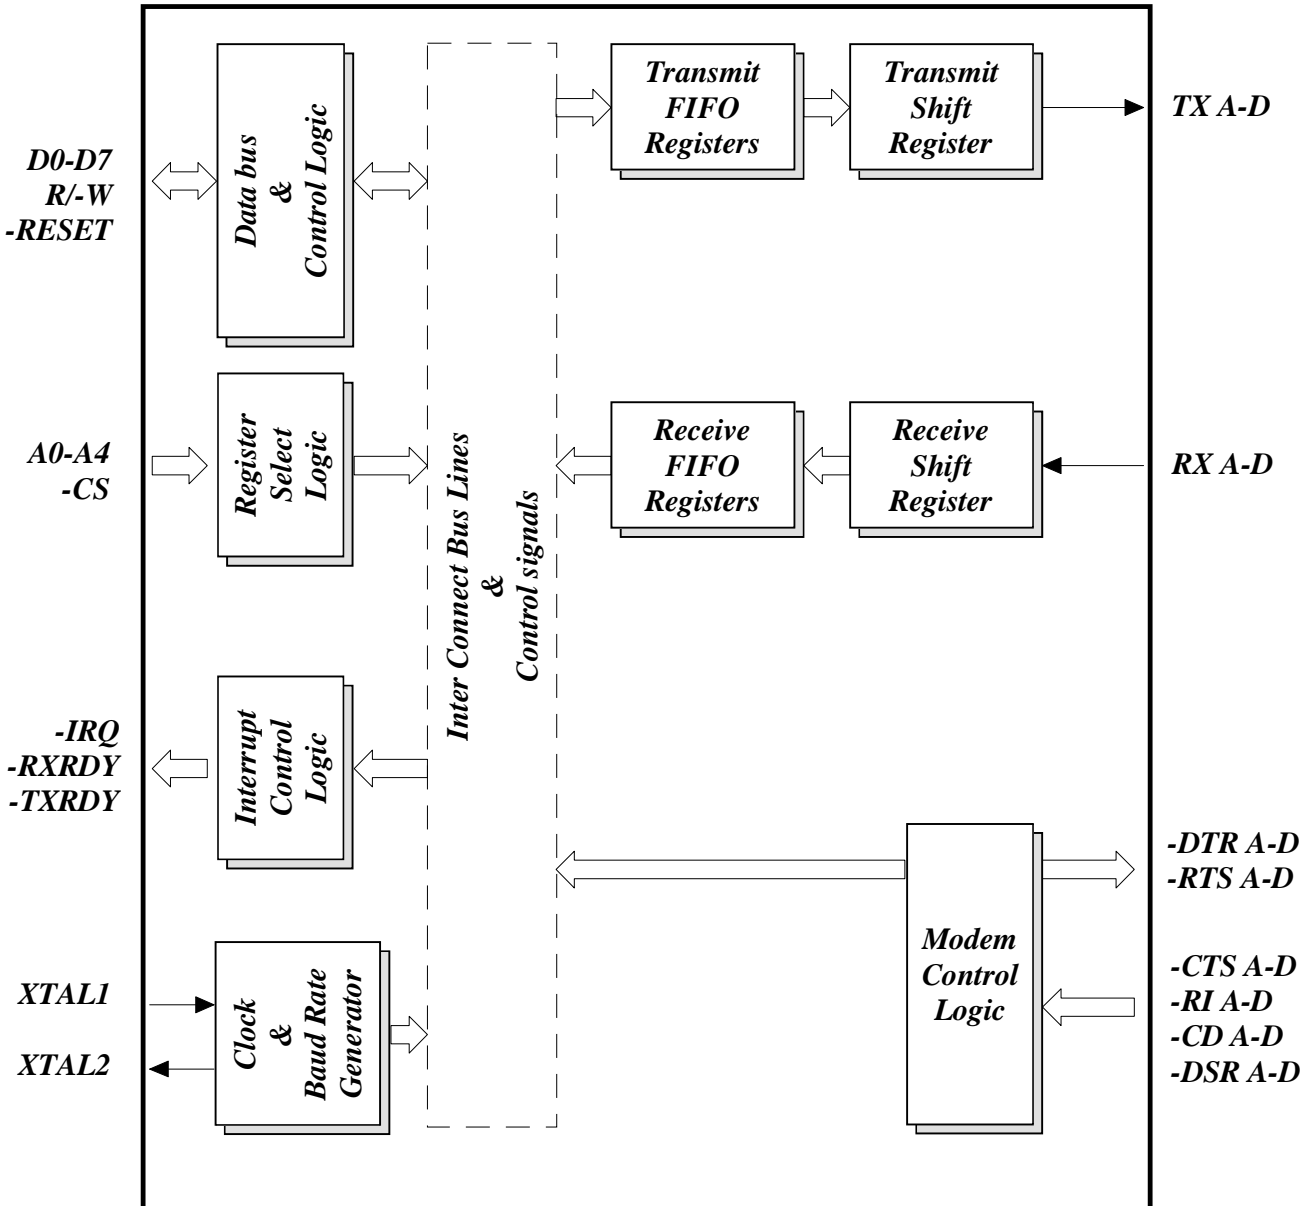 D0-D7
R/-W
-RESET
Data bus
&
Control Logic
A0-A4
-CS
Register
Select
Logic
-IRQ
-RXRDY
-TXRDY
Interrupt
Control
Logic
XTAL1
XTAL2
Clock
&
Baud Rate
Generator
Inter Connect Bus Lines
&
Control signals
Transmit
FIFO
Registers
Transmit
Shift
Register
TX A-D
Receive
FIFO
Registers
Receive
Shift
Register
RX A-D
Modem
Control
Logic
-DTR A-D
-RTS A-D
-CTS A-D
-RI A-D
-CD A-D
-DSR A-D